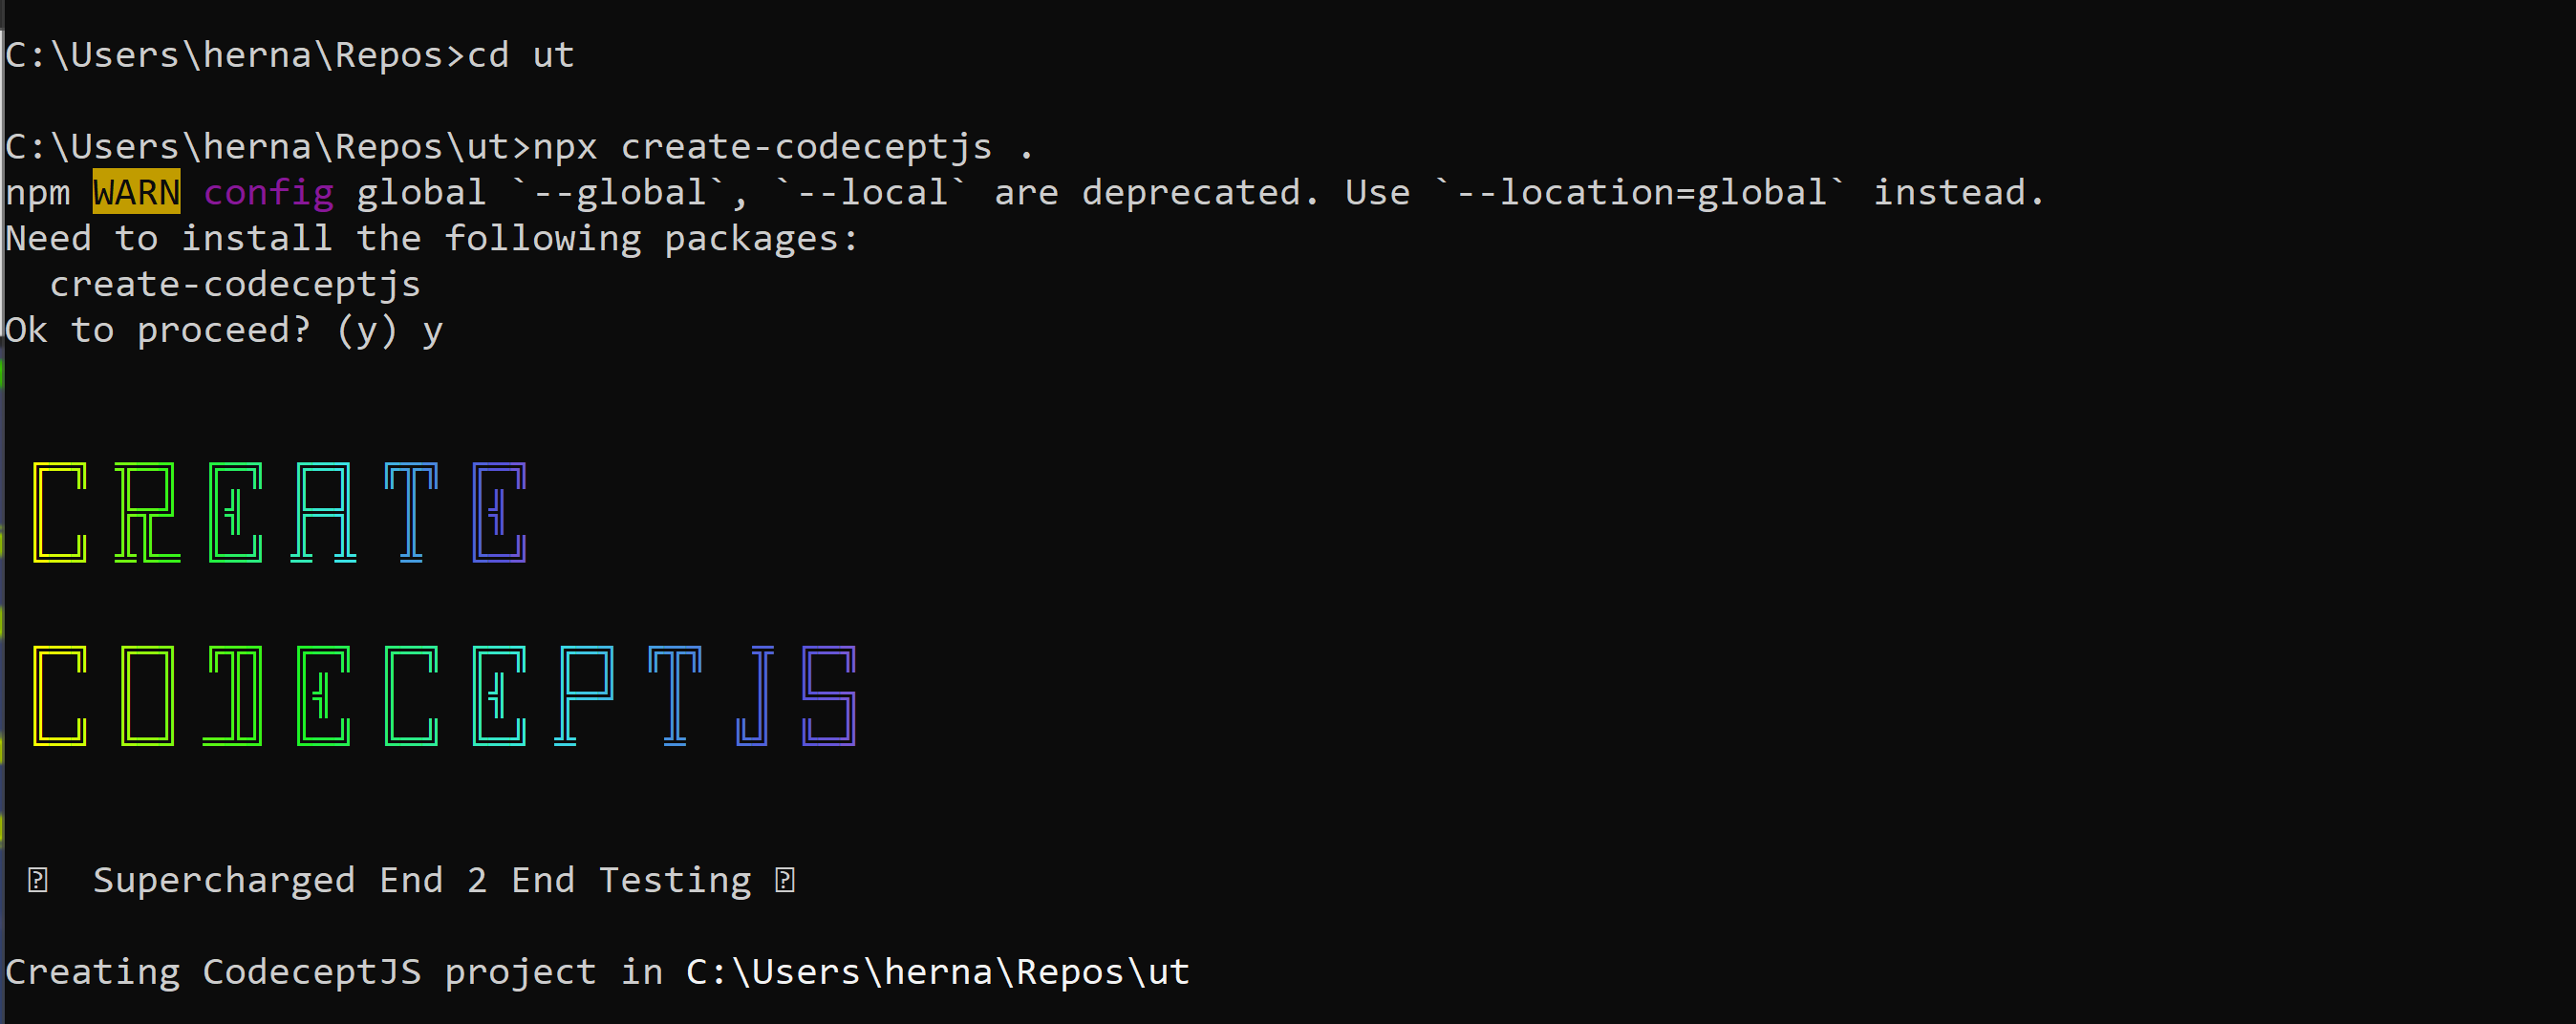 C:\Users\herna\Repos>cd ut
C:\Users\herna\Repos\ut>npx create-codeceptjs .
npm WARN config global `--global`, `--local` are deprecated. Use `--location=global` instead.
Need to install the following packages:
  create-codeceptjs
Ok to proceed? (y) y
CREATE
CODECEPTJS
Supercharged End 2 End Testing
Creating CodeceptJS project in C:\Users\herna\Repos\ut